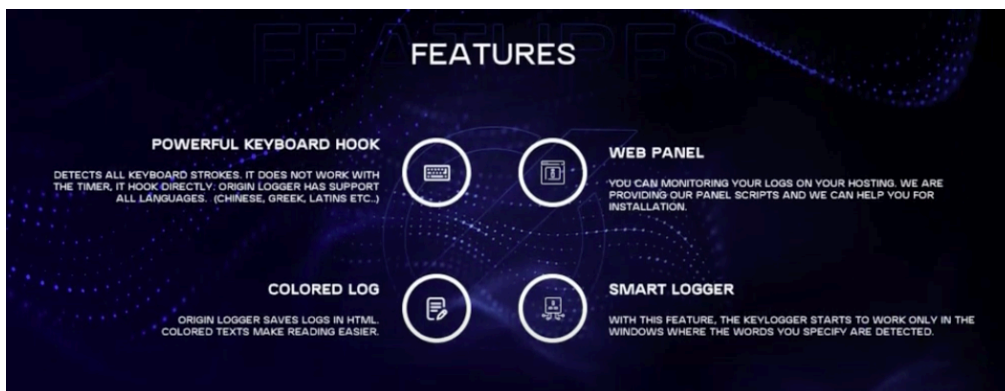 FEATURES
FEATURES
POWERFUL KEYBOARD HOOK
DETECTS ALL KEYBOARD STROKES. IT DOES NOT WORK WITH
THE TIMER, IT HOOK DIRECTLY. ORIGIN LOGGER HAS SUPPORT
ALL LANGUAGES. (CHINESE, GREEK, LATINS ETC..)
WEB PANEL
YOU CAN MONITORING YOUR LOGS ON YOUR HOSTING. WE ARE
PROVIDING OUR PANEL SCRIPTS AND WE CAN HELP YOU FOR
INSTALLATION.
COLORED LOG
ORIGIN LOGGER SAVES LOGS IN HTML.
COLORED TEXTS MAKE READING EASIER.
SMART LOGGER
WITH THIS FEATURE, THE KEYLOGGER STARTS TO WORK ONLY IN THE
WINDOWS WHERE THE WORDS YOU SPECIFY ARE DETECTED.